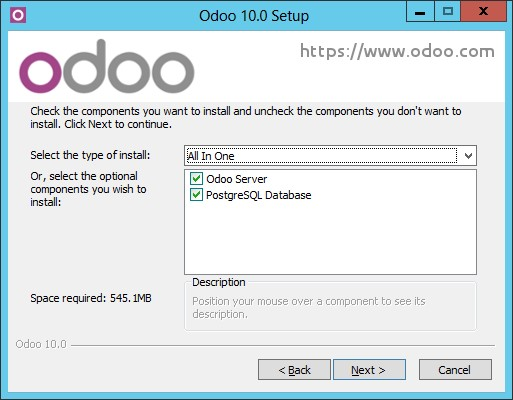 Odoo 10.0 Setup
odoo
https://www.odoo.com
Check the components you want to install and uncheck the components you don't want to
install. Click Next to continue.
Select the type of install:
All In One
Or, select the optional
components you wish to
install:
Odoo Server
PostgreSQL Database
Space required: 545.1MB
Description
Position your mouse over a component to see its
description.
Odoo 10.0
< Back
Next >
Cancel